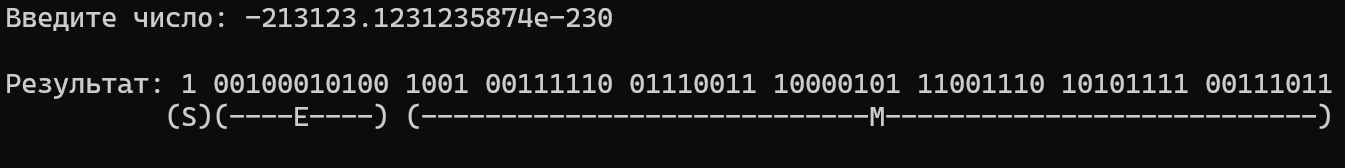 Введите число: -213123.1231235874e-230
Результат: 1 00100010100 1001 00111110 01110011 10000101 11001110 10101111 00111011
(S)(----E----) (----------------------------M---------------------------)